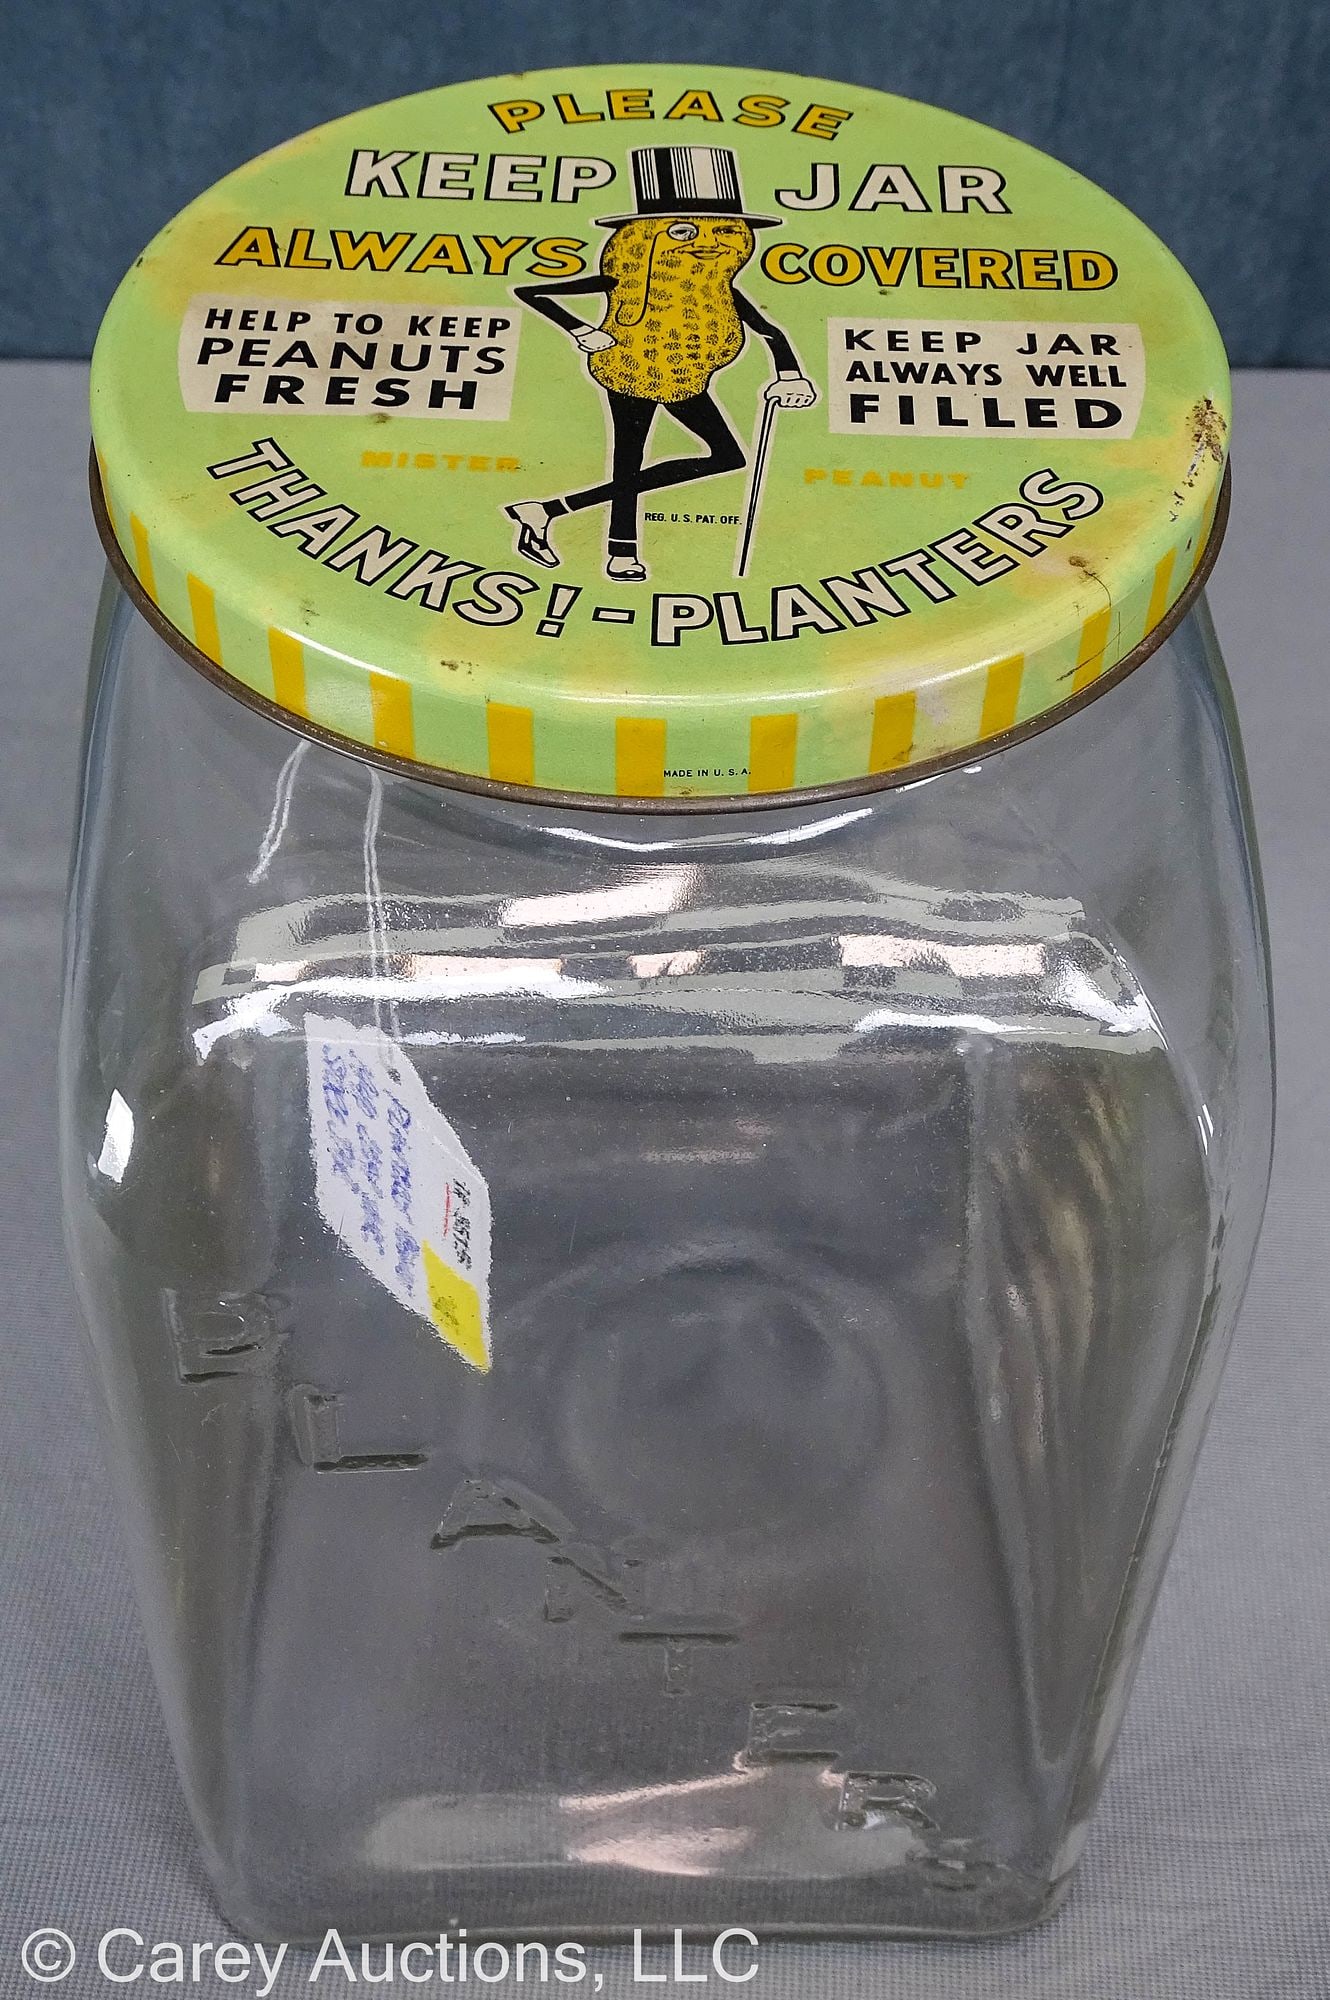 PLEASE
KEEP JAR
ALWAYS COVERED
HELP TO KEEP
PEANUTS
FRESH
KEEP JAR
ALWAYS WELL
FILLED
MISTER PEANUT
REG. U.S. PAT. OFF.
THANKS! - PLANTERS
MADE IN U.S.A.
PLANTERS
© Carey Auctions, LLC